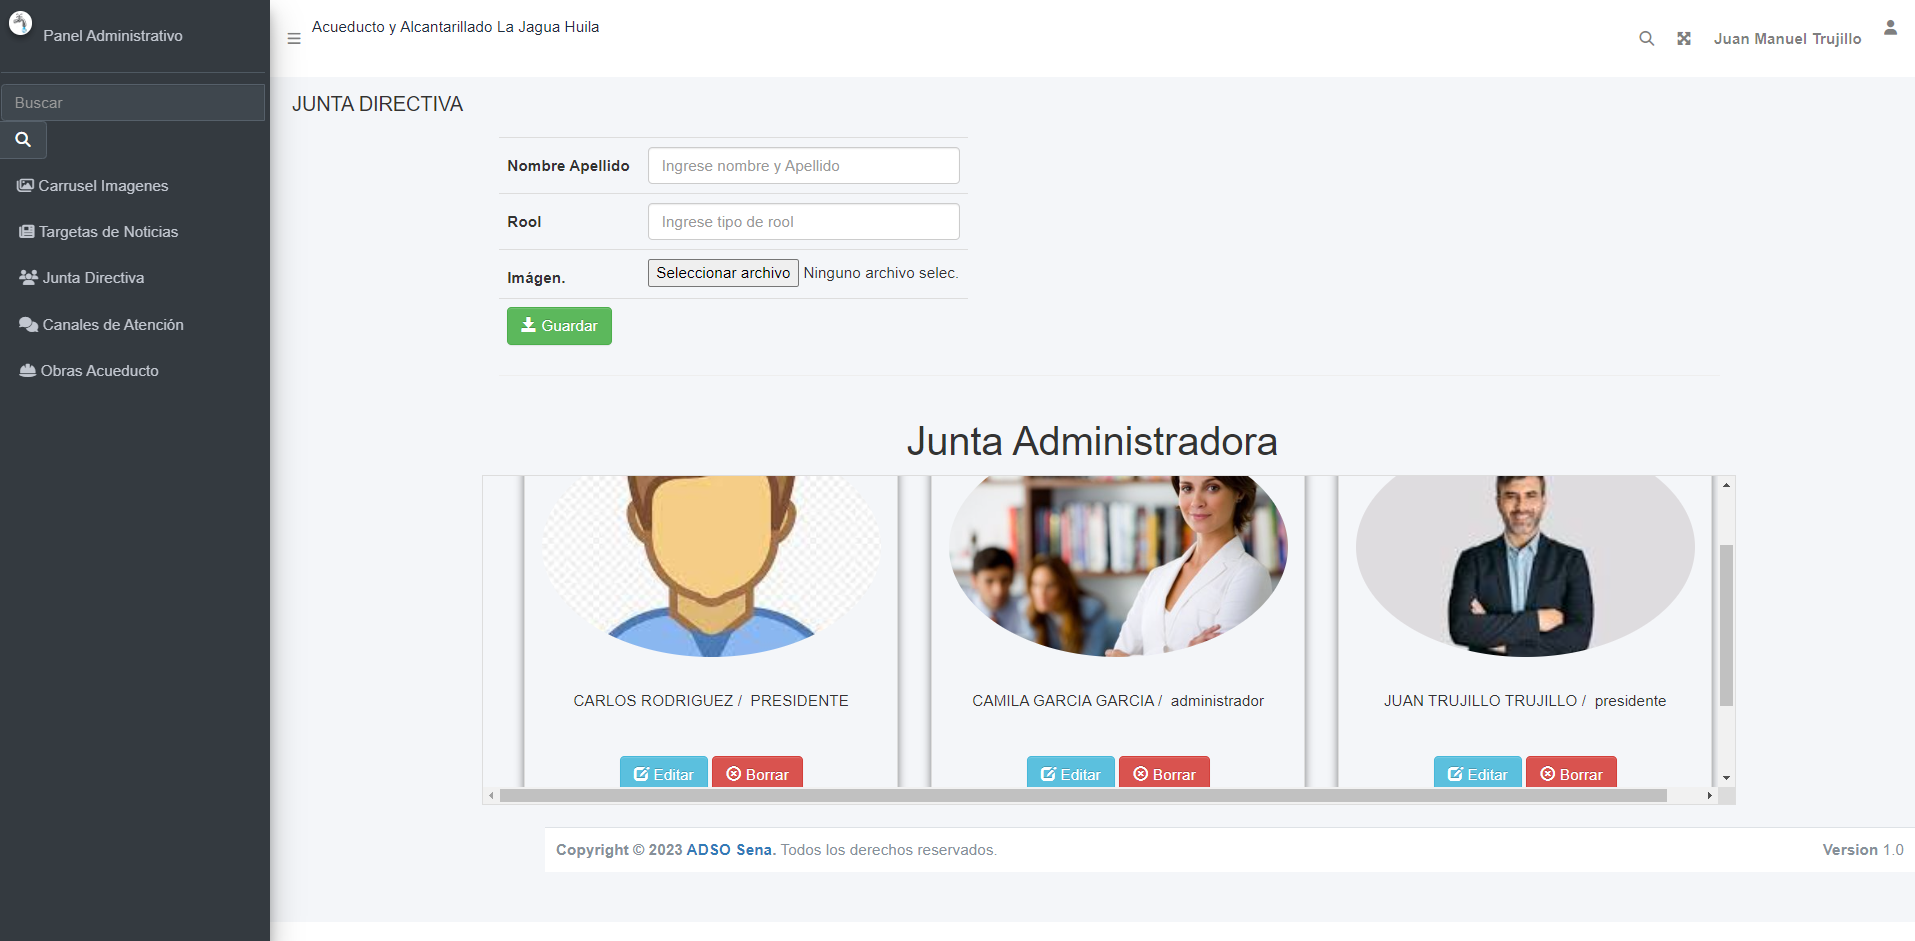 Panel Administrativo
Buscar
Carrusel Imagenes
Targetas de Noticias
Junta Directiva
Canales de Atención
Obras Acueducto
Acueducto y Alcantarillado La Jagua Huila
Juan Manuel Trujillo
JUNTA DIRECTIVA
Nombre Apellido Ingrese nombre y Apellido
Rool Ingrese tipo de rool
Imágen. Seleccionar archivo Ninguno archivo selec.
Guardar
Junta Administradora
CARLOS RODRIGUEZ / PRESIDENTE
Editar Borrar
CAMILA GARCIA GARCIA / administrador
Editar Borrar
JUAN TRUJILLO TRUJILLO / presidente
Editar Borrar
Copyright © 2023 ADSO Sena. Todos los derechos reservados.
Version 1.0